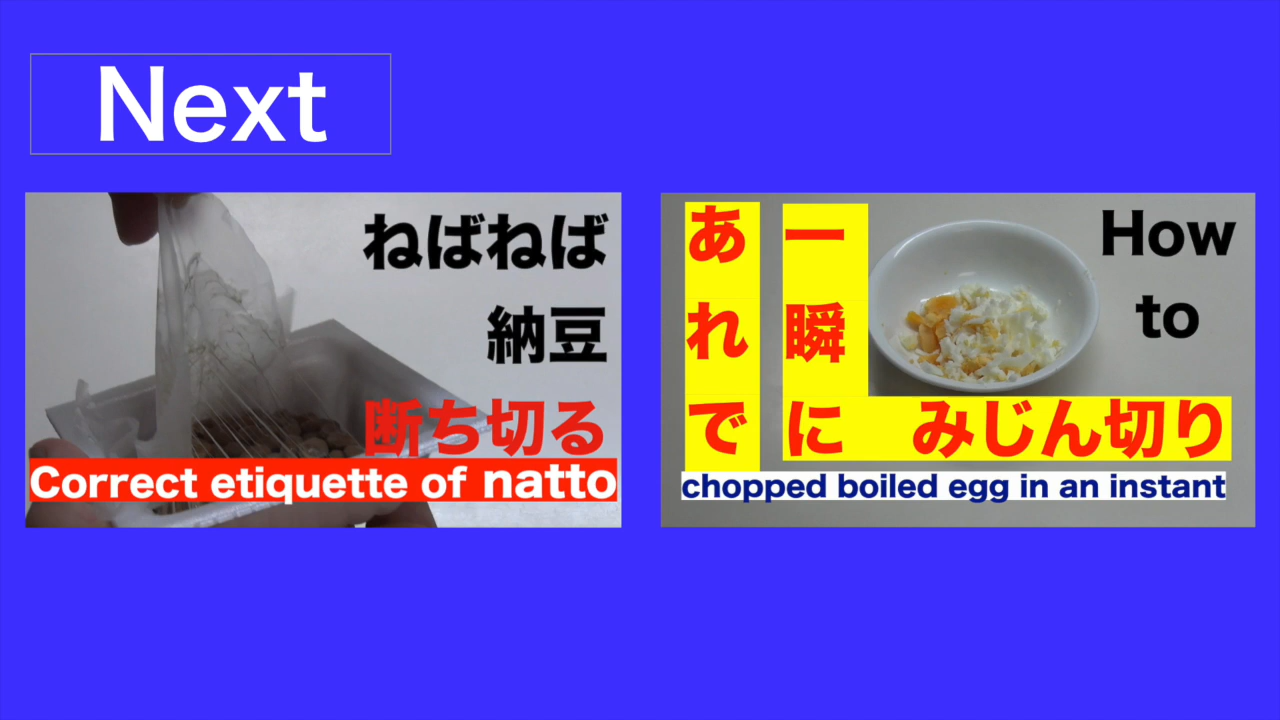 Next
ねばねば
納豆
断ち切る
Correct etiquette of natto
あれで
一瞬に
みじん切り
How
to
chopped boiled egg in an instant